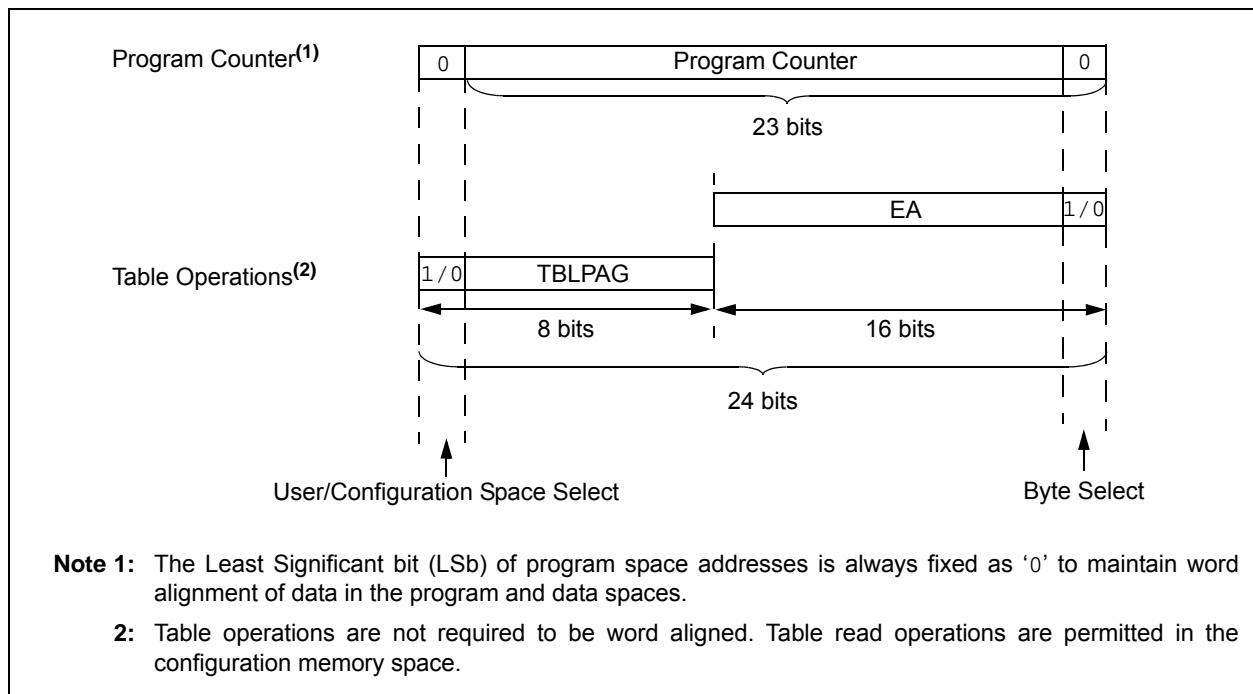 Program Counter(1)
0
Program Counter
0
23 bits
EA
1/0
Table Operations(2)
1/0
TBLPAG
8 bits
16 bits
24 bits
User/Configuration Space Select
Byte Select
Note 1: The Least Significant bit (LSb) of program space addresses is always fixed as ‘0’ to maintain word
alignment of data in the program and data spaces.
2: Table operations are not required to be word aligned. Table read operations are permitted in the
configuration memory space.